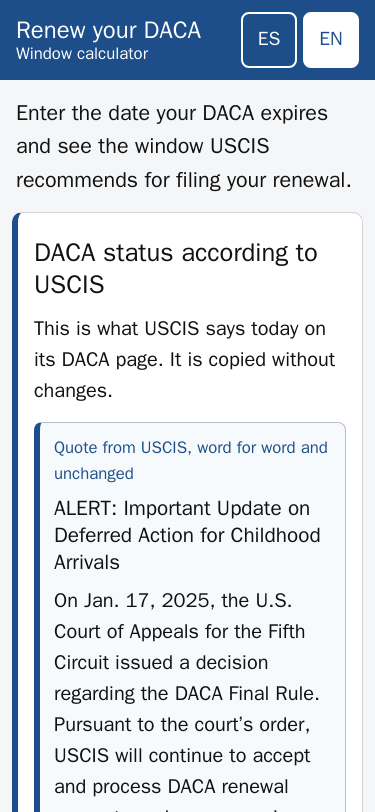 Renew your DACA
Window calculator
ES
EN
Enter the date your DACA expires
and see the window USCIS
recommends for filing your renewal.
DACA status according to
USCIS
This is what USCIS says today on
its DACA page. It is copied without
changes.
Quote from USCIS, word for word and
unchanged
ALERT: Important Update on
Deferred Action for Childhood
Arrivals
On Jan. 17, 2025, the U.S.
Court of Appeals for the Fifth
Circuit issued a decision
regarding the DACA Final Rule.
Pursuant to the court’s order,
USCIS will continue to accept
and process DACA renewal